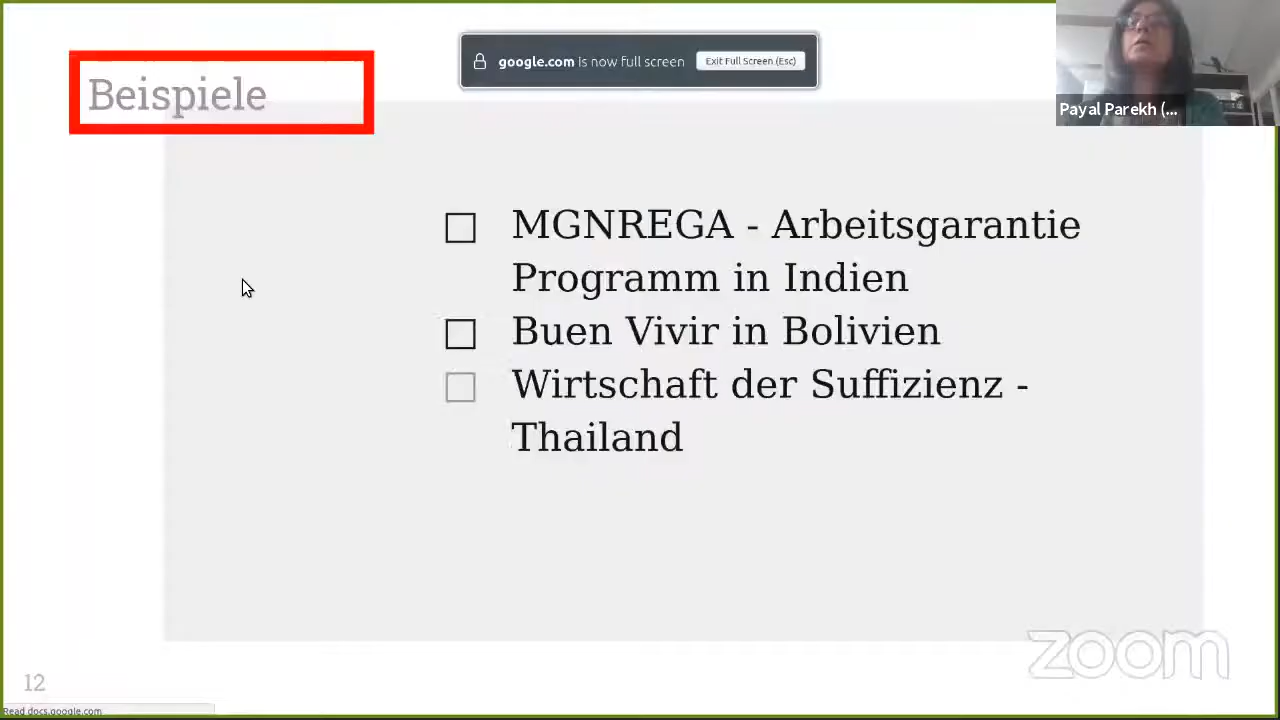 Beispiele
google.com is now full screen
Exit Full Screen (Esc)
Payal Parekh (...
MGNREGA - Arbeitsgarantie
Programm in Indien
Buen Vivir in Bolivien
Wirtschaft der Suffizienz -
Thailand
zoom
12
Read docs.google.com